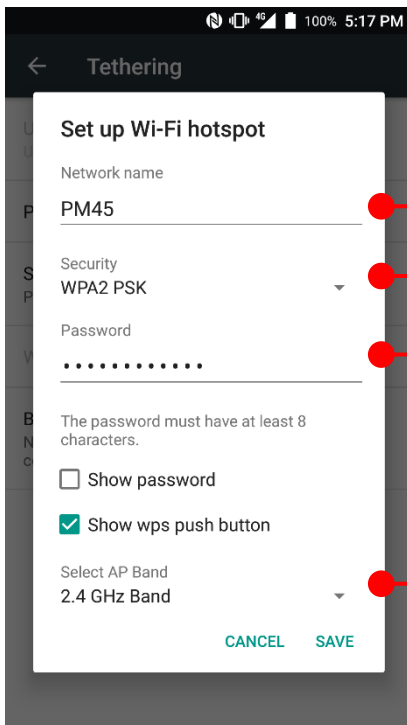 4G 100% 5:17 PM
Tethering
Set up Wi-Fi hotspot
Network name
PM45
Security
WPA2 PSK
Password
••••••••••••
The password must have at least 8
characters.
Show password
Show wps push button
Select AP Band
2.4 GHz Band
CANCEL SAVE